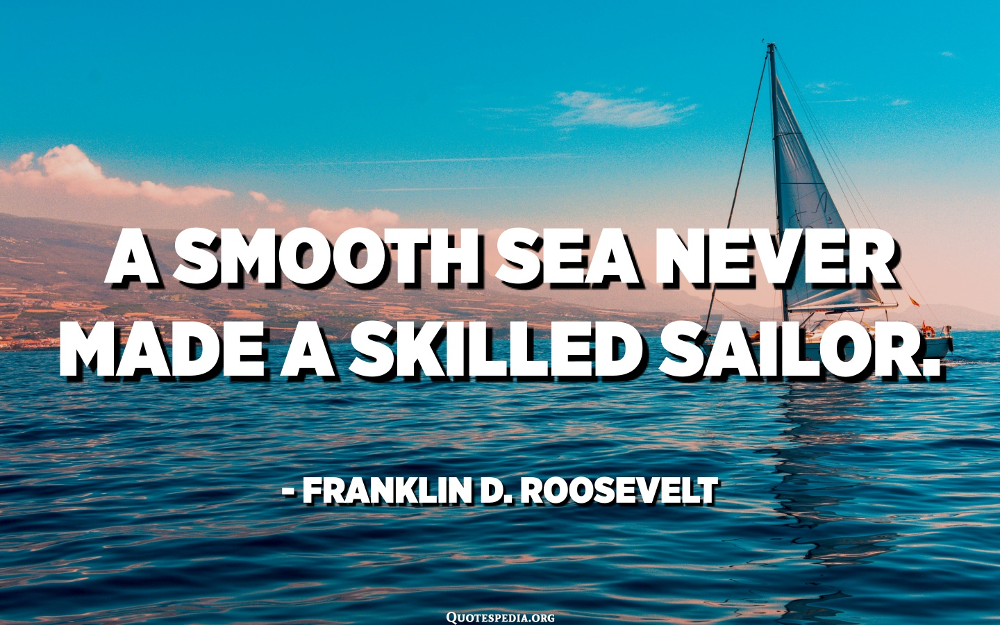 A SMOOTH SEA NEVER
MADE A SKILLED SAILOR.
- FRANKLIN D. ROOSEVELT
QUOTESPEDIA.ORG